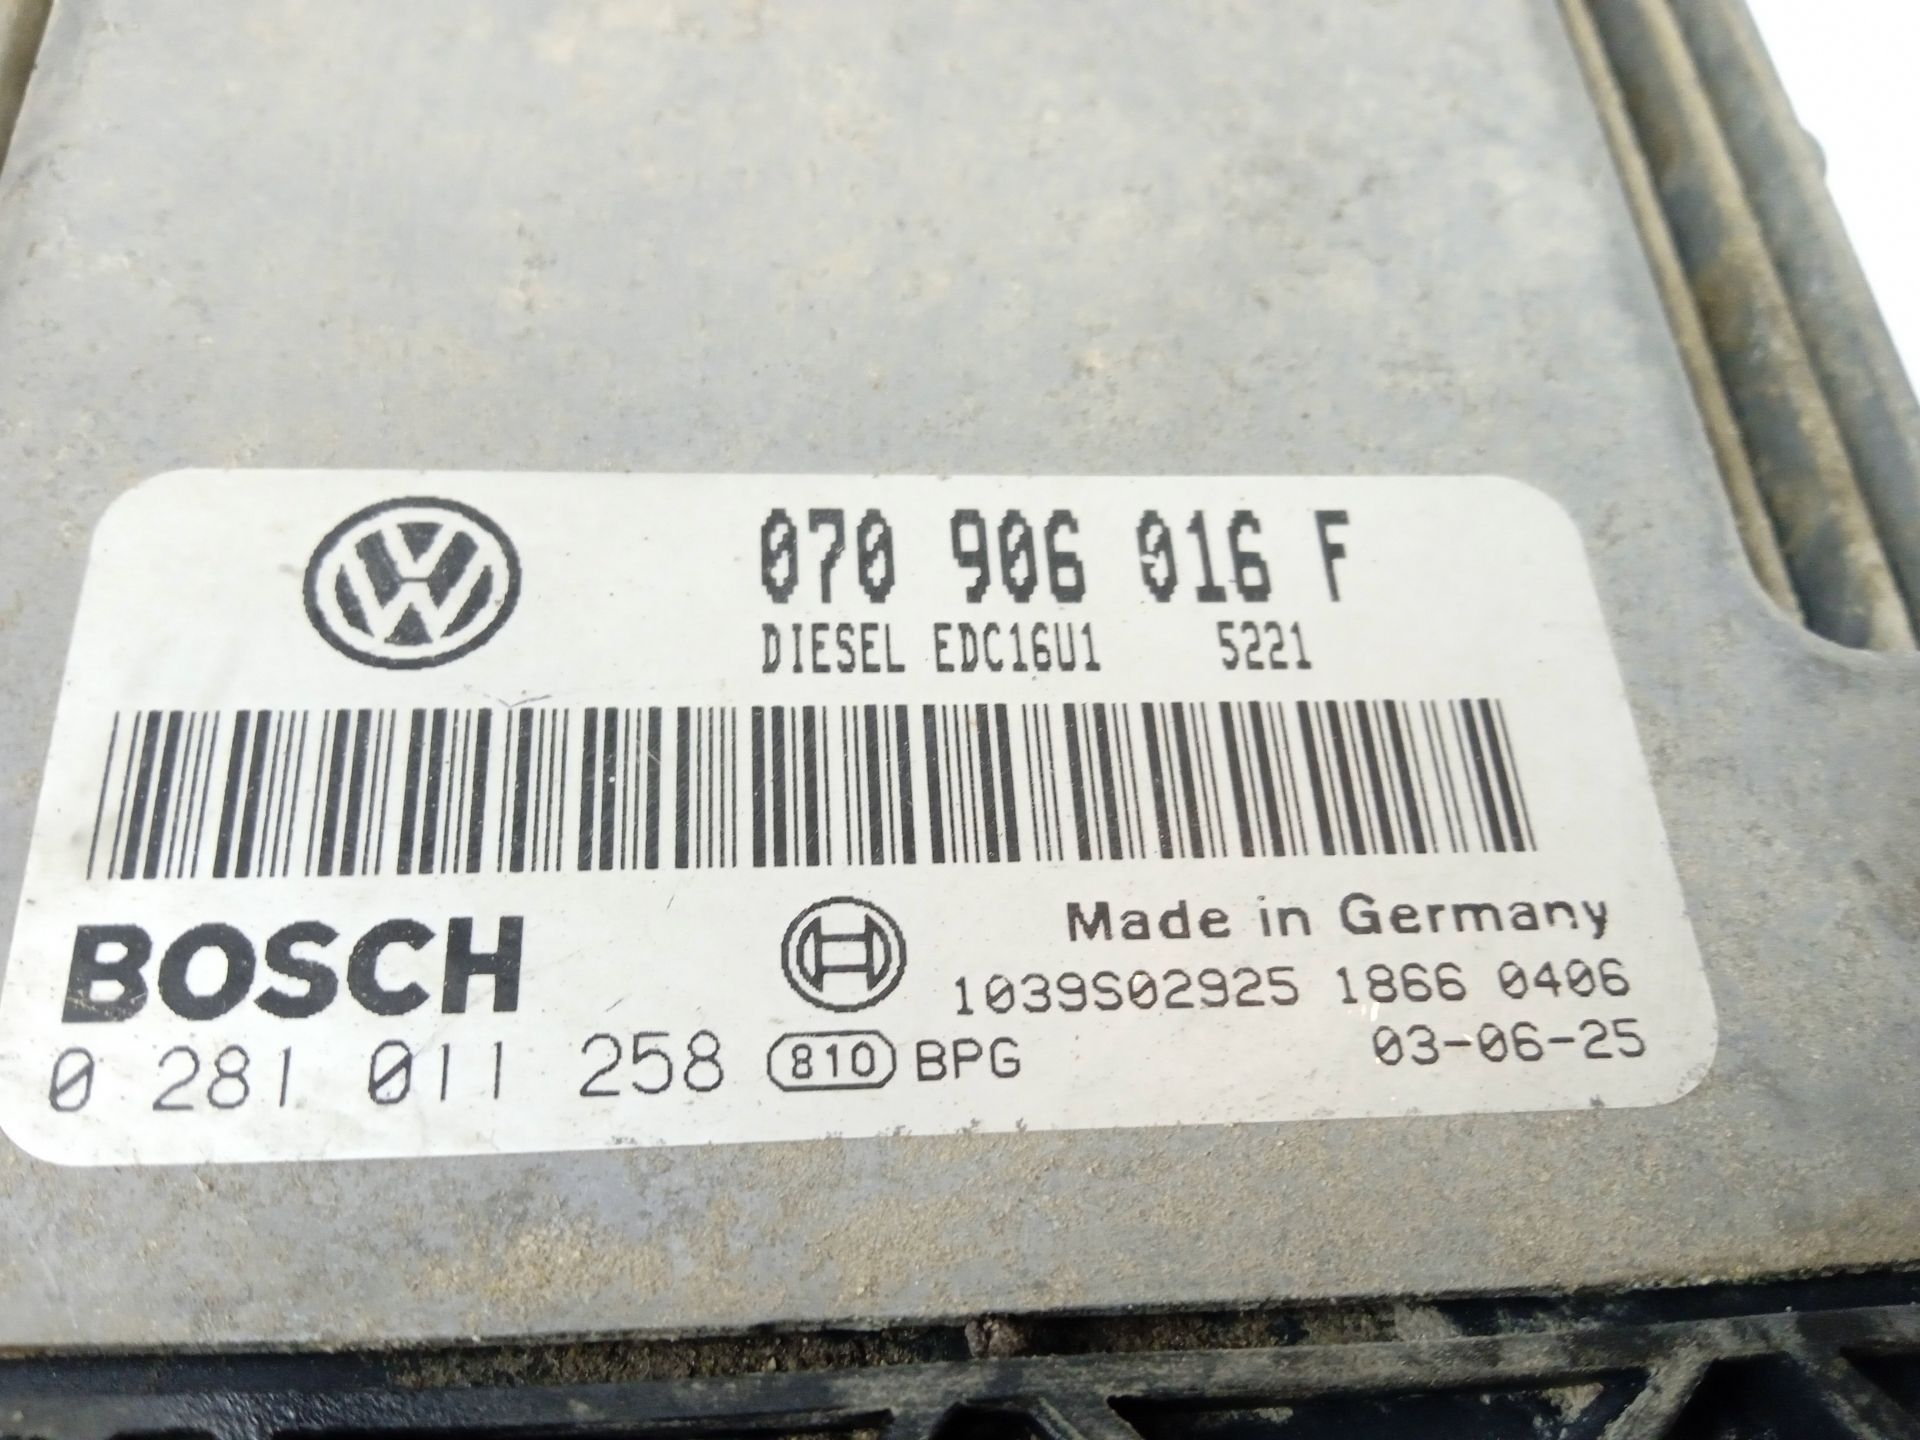 070 906 016 F
DIESEL EDC16U1 5221
BOSCH
Made in Germany
1039S02925 1866 0406
0 281 011 258 810 BPG 03-06-25